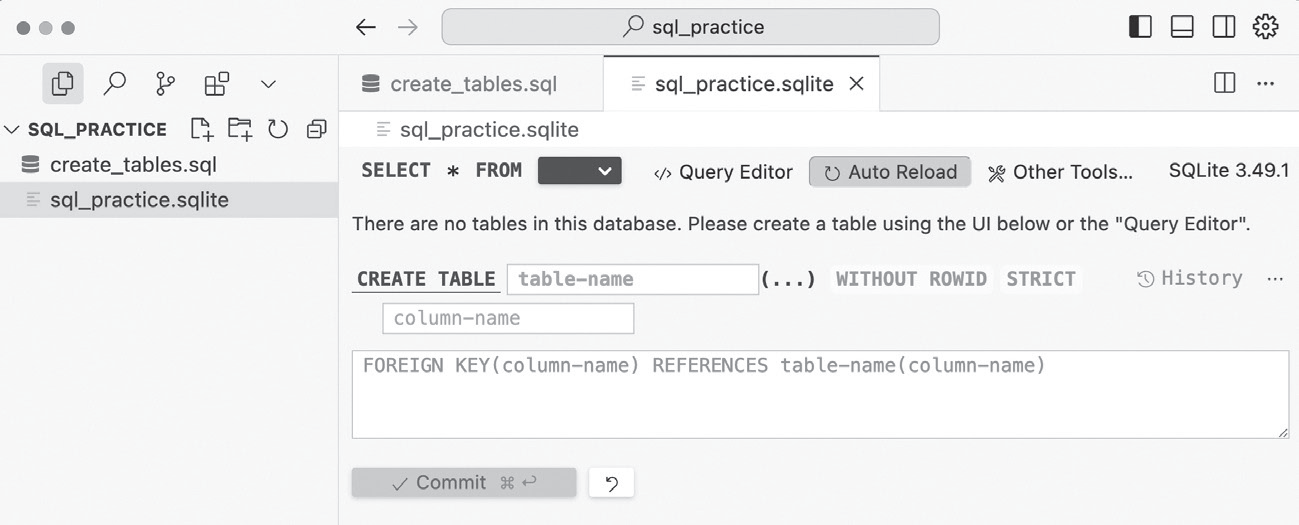 sql_practice
create_tables.sql
sql_practice.sqlite
SQL_PRACTICE
sql_practice.sqlite
create_tables.sql
SELECT * FROM
Query Editor
Auto Reload
Other Tools...
SQLite 3.49.1
sql_practice.sqlite
There are no tables in this database. Please create a table using the UI below or the "Query Editor".
CREATE TABLE table-name (...) WITHOUT ROWID STRICT History
column-name
FOREIGN KEY(column-name) REFERENCES table-name(column-name)
Commit ⌘ ↩